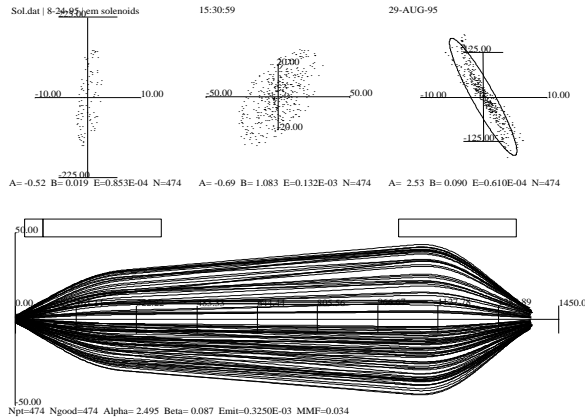 Sol.dat | 8-24-95 | em solenoids 15:30:59 29-AUG-95
225.00
-10.00 10.00
-225.00
20.00
-50.00 50.00
-20.00
125.00
-10.00 10.00
-125.00
A= -0.52 B= 0.019 E=0.853E-04 N=474
A= -0.69 B= 1.083 E=0.132E-03 N=474
A= 2.53 B= 0.090 E=0.610E-04 N=474
50.00
0.00 805.56 1450.0
-50.00
Npt=474 Ngood=474 Alpha= 2.495 Beta= 0.087 Emit=0.3250E-03 MMF=0.034